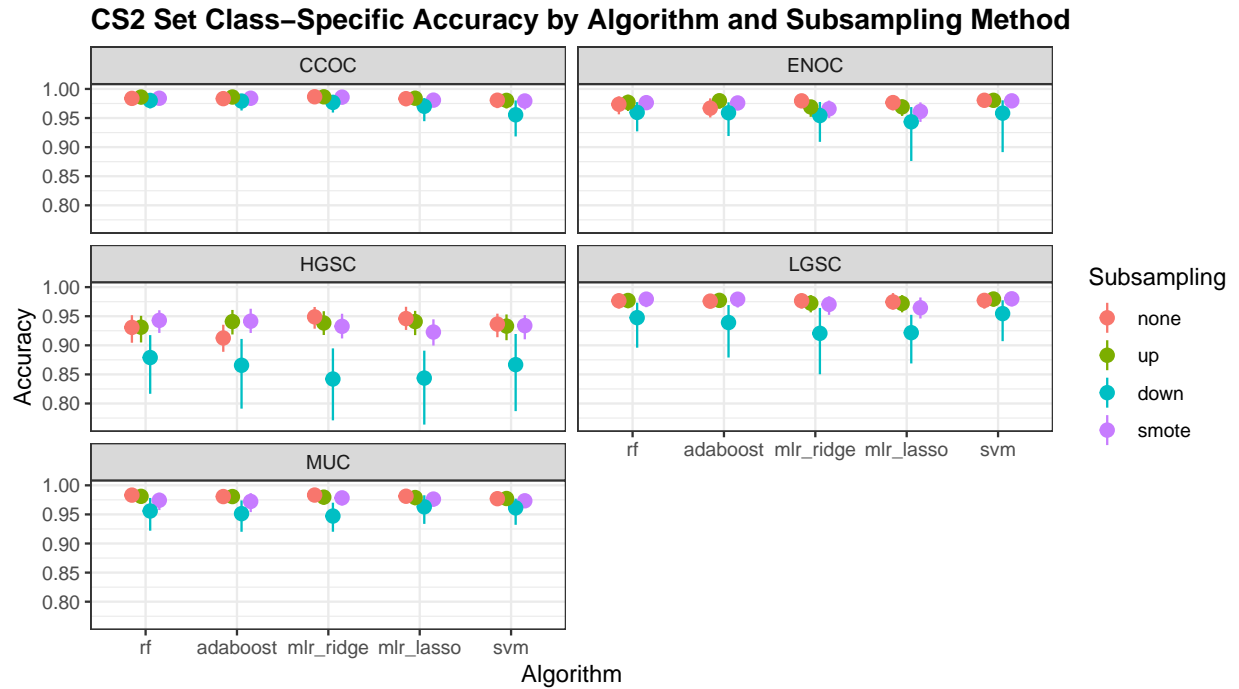 CS2 Set Class−Specific Accuracy by Algorithm and Subsampling Method
CCOC
ENOC
1.00
0.95
0.90
0.85
0.80
HGSC
LGSC
1.00
0.95
0.90
0.85
0.80
Accuracy
rf adaboost mlr_ridge mlr_lasso svm
MUC
1.00
0.95
0.90
0.85
0.80
rf adaboost mlr_ridge mlr_lasso svm
Algorithm
Subsampling
none
up
down
smote